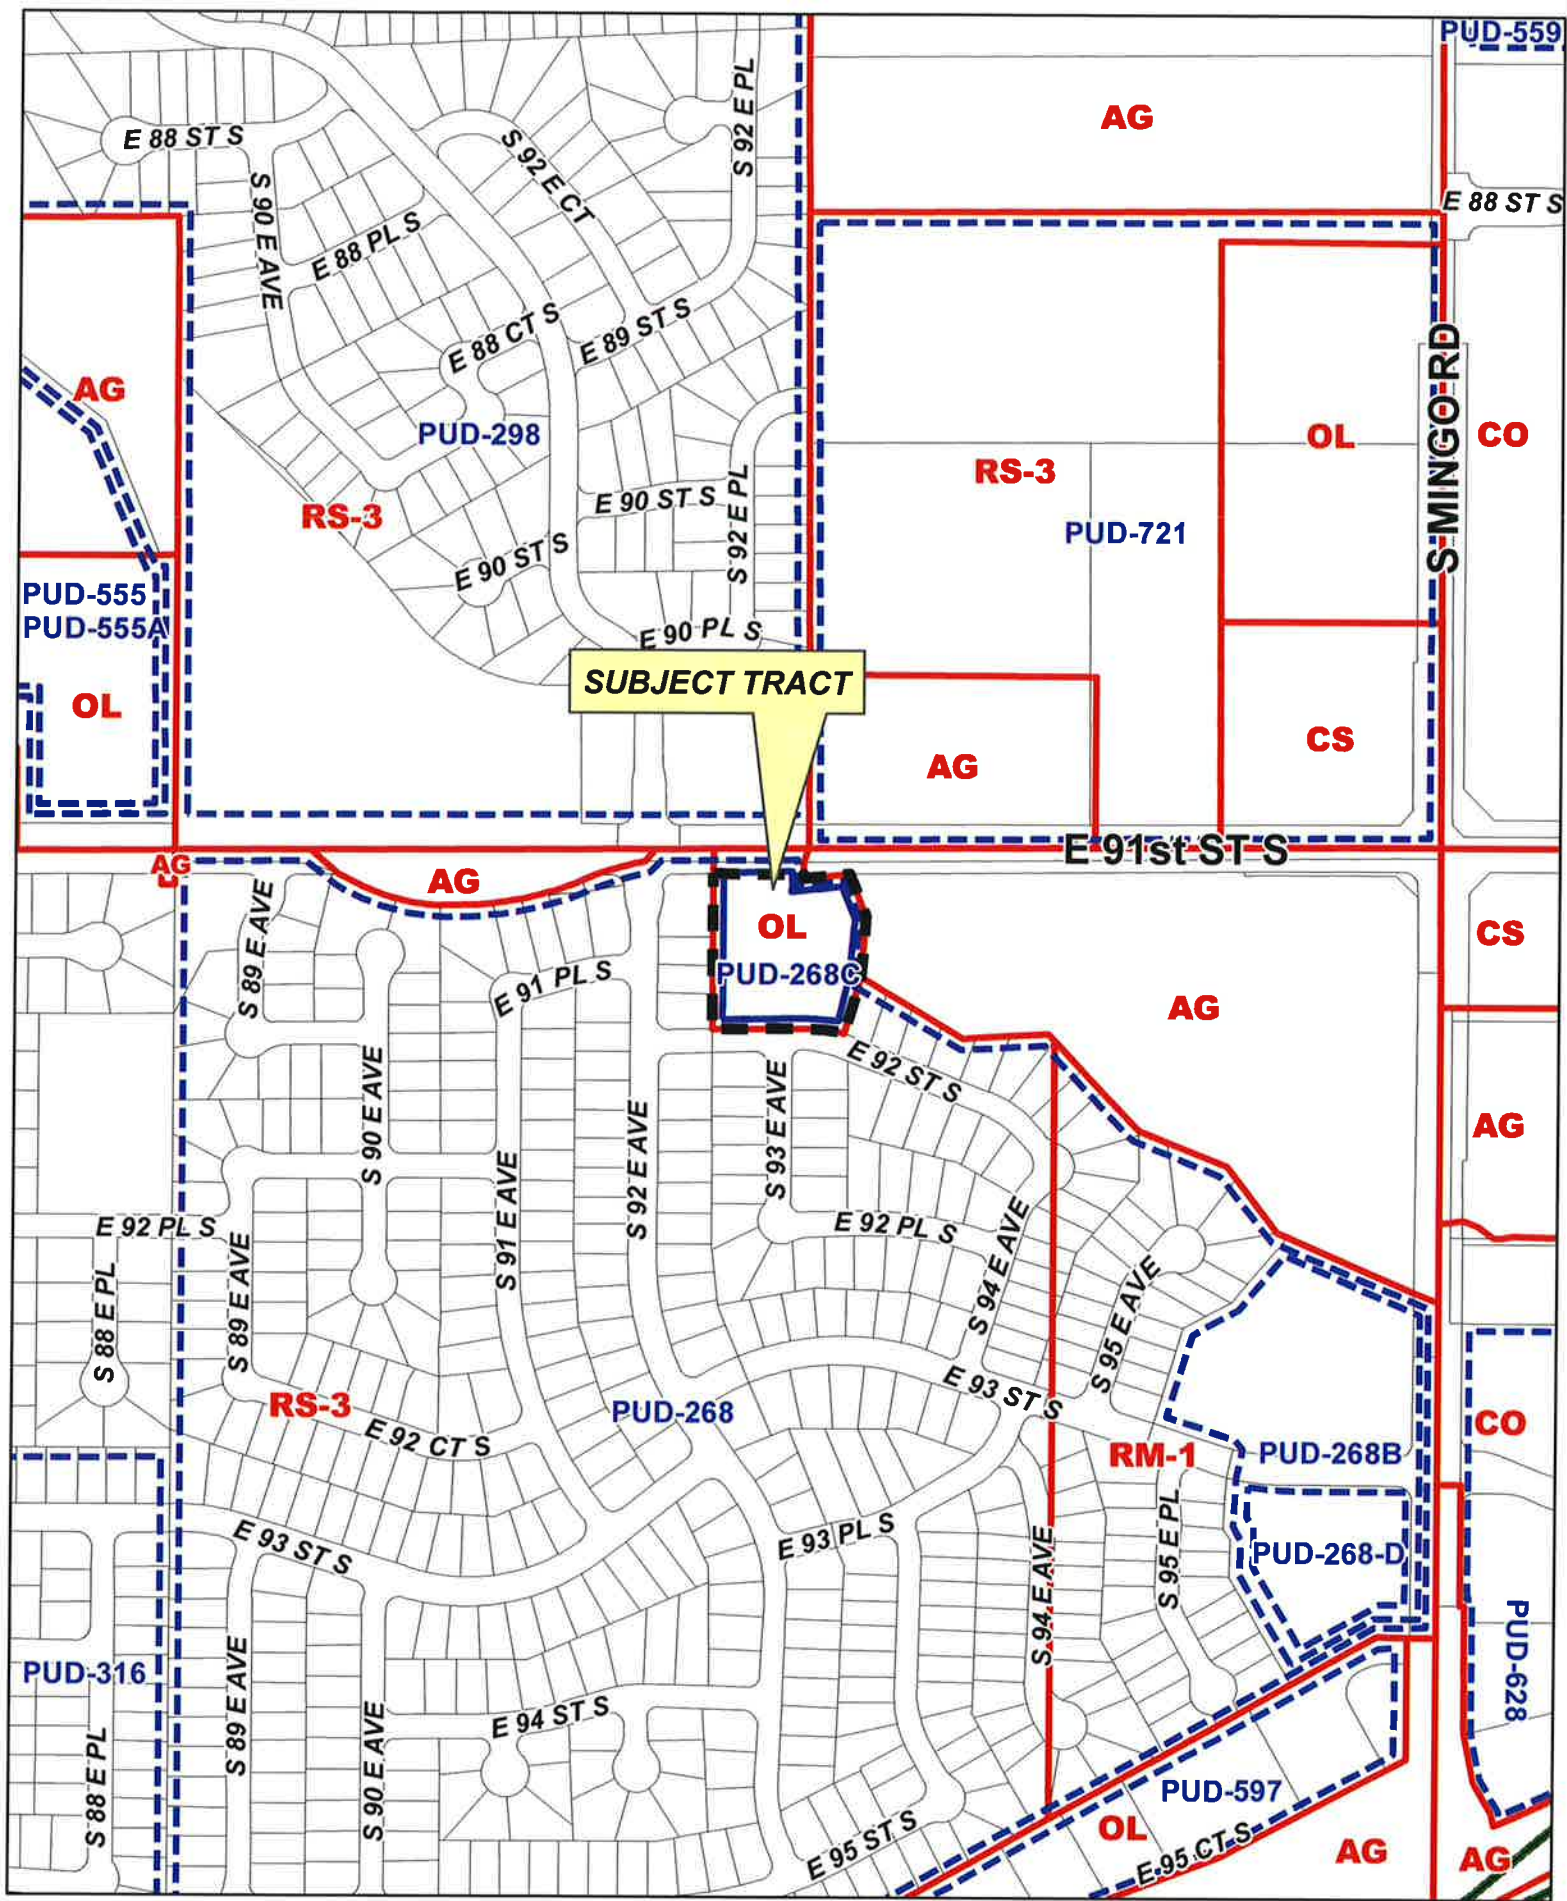 PUD-559
AG
E 88 ST S
S 92 E PL
S 92 E CT
E 88 ST S
S 90 E AVE
E 88 PL S
E 88 CT S
E 89 ST S
S MINGO RD
AG
PUD-298
OL
CO
RS-3
RS-3
E 90 ST S
S 92 E PL
PUD-721
E 90 ST S
PUD-555
PUD-555A
E 90 PL S
SUBJECT TRACT
OL
CS
AG
E 91st ST S
AG
AG
OL
CS
S 89 E AVE
E 91 PL S
PUD-268C
AG
E 92 ST S
S 90 E AVE
S 93 E AVE
AG
S 91 E AVE
S 92 E AVE
E 92 PL S
E 92 PL S
S 94 E AVE
S 88 E PL
S 89 E AVE
S 95 E AVE
E 93 ST S
RS-3
PUD-268
E 92 CT S
CO
RM-1
PUD-268B
E 93 ST S
E 93 PL S
S 95 E PL
PUD-268-D
S 94 E AVE
PUD-628
PUD-316
S 89 E AVE
E 94 ST S
S 90 E AVE
S 88 E PL
PUD-597
OL
E 95 ST S
E 95 CT S
AG
AG